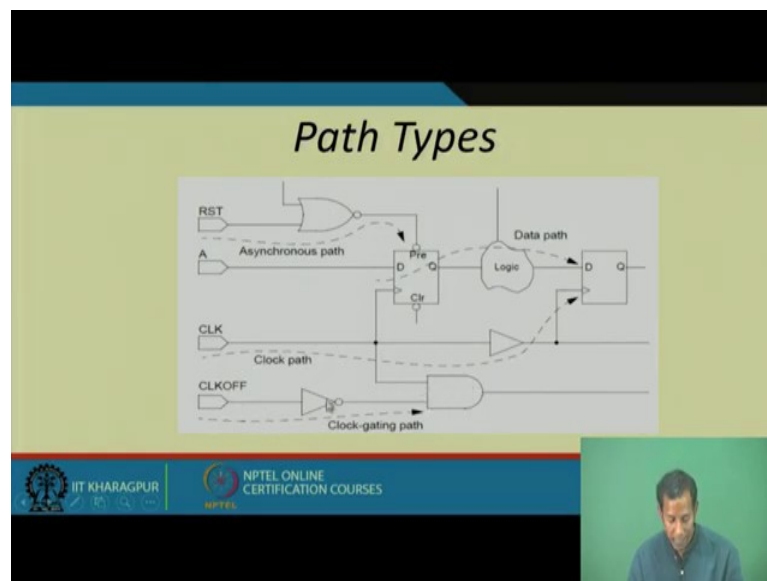 Path Types
RST
Asynchronous path
Pre
Data path
A
D
Q
Logic
D
Q
Clr
CLK
Clock path
CLKOFF
Clock-gating path
IIT KHARAGPUR
NPTEL
NPTEL ONLINE
CERTIFICATION COURSES